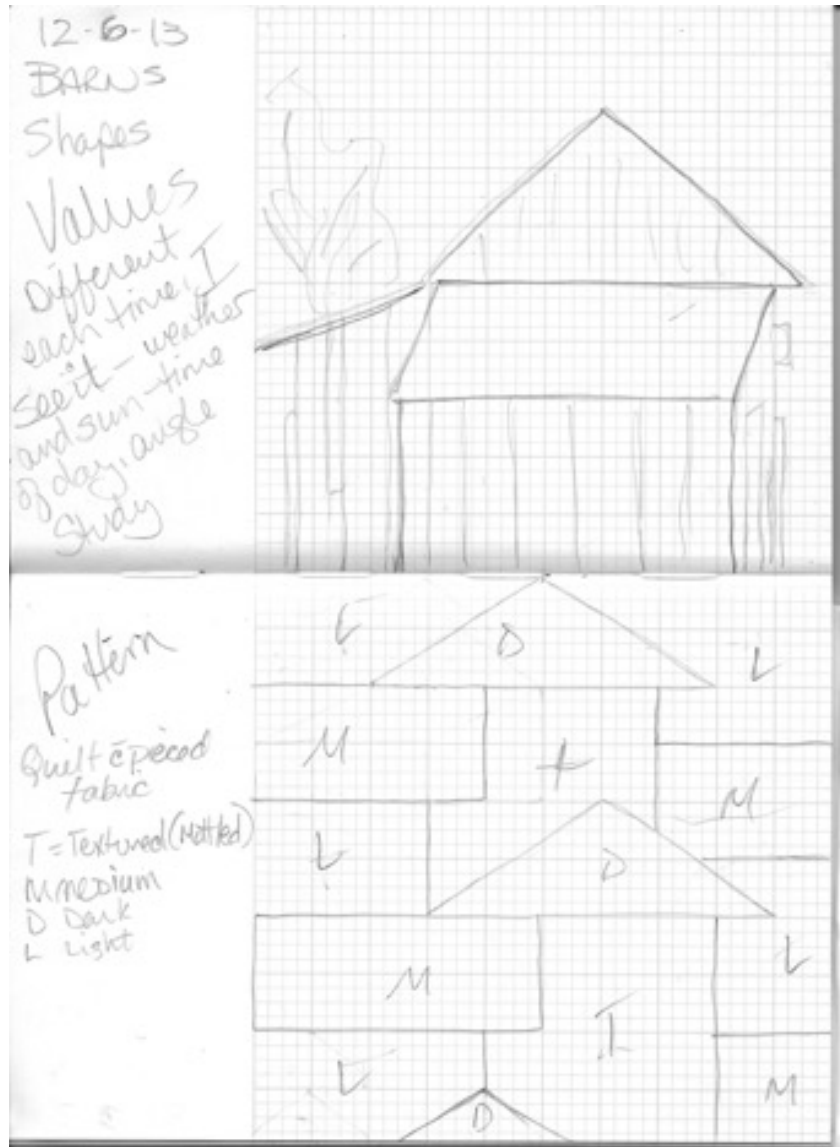 12-6-13
BARNS
Shapes
Values
Different
each time, I
see it - weather
and sun-time
of day, angle
Study
Pattern
Quilt c̄ pieced
fabric
T = Textured (Mottled)
M medium
D Dark
L Light
L
D
L
M
T
M
L
D
M
L
T
L
M
D